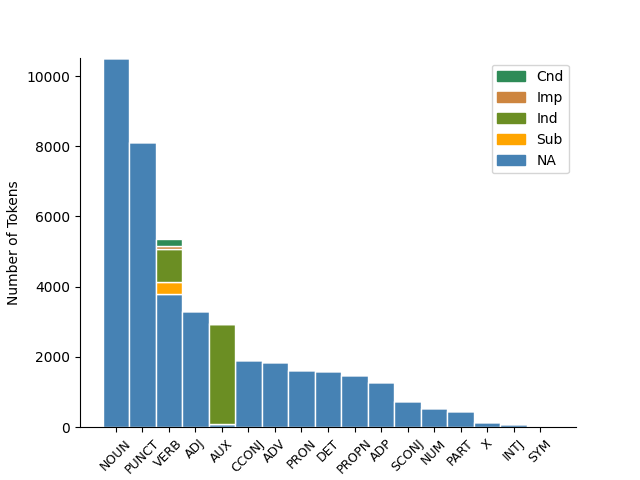 Number of Tokens
10000
8000
6000
4000
2000
0
Cnd
Imp
Ind
Sub
NA
NOUN
PUNCT
VERB
ADJ
AUX
CCONJ
ADV
PRON
DET
PROPN
ADP
SCONJ
NUM
PART
X
INTJ
SYM